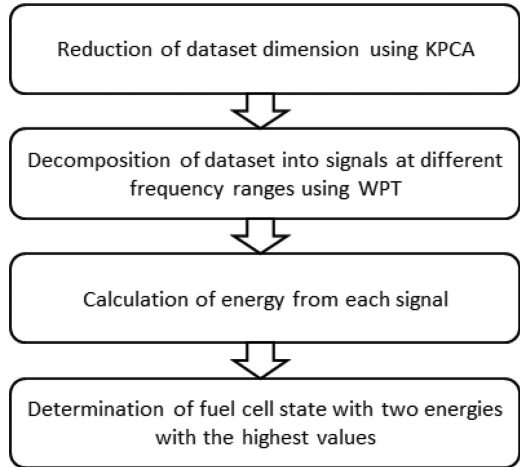 Reduction of dataset dimension using KPCA
Decomposition of dataset into signals at different
frequency ranges using WPT
Calculation of energy from each signal
Determination of fuel cell state with two energies
with the highest values